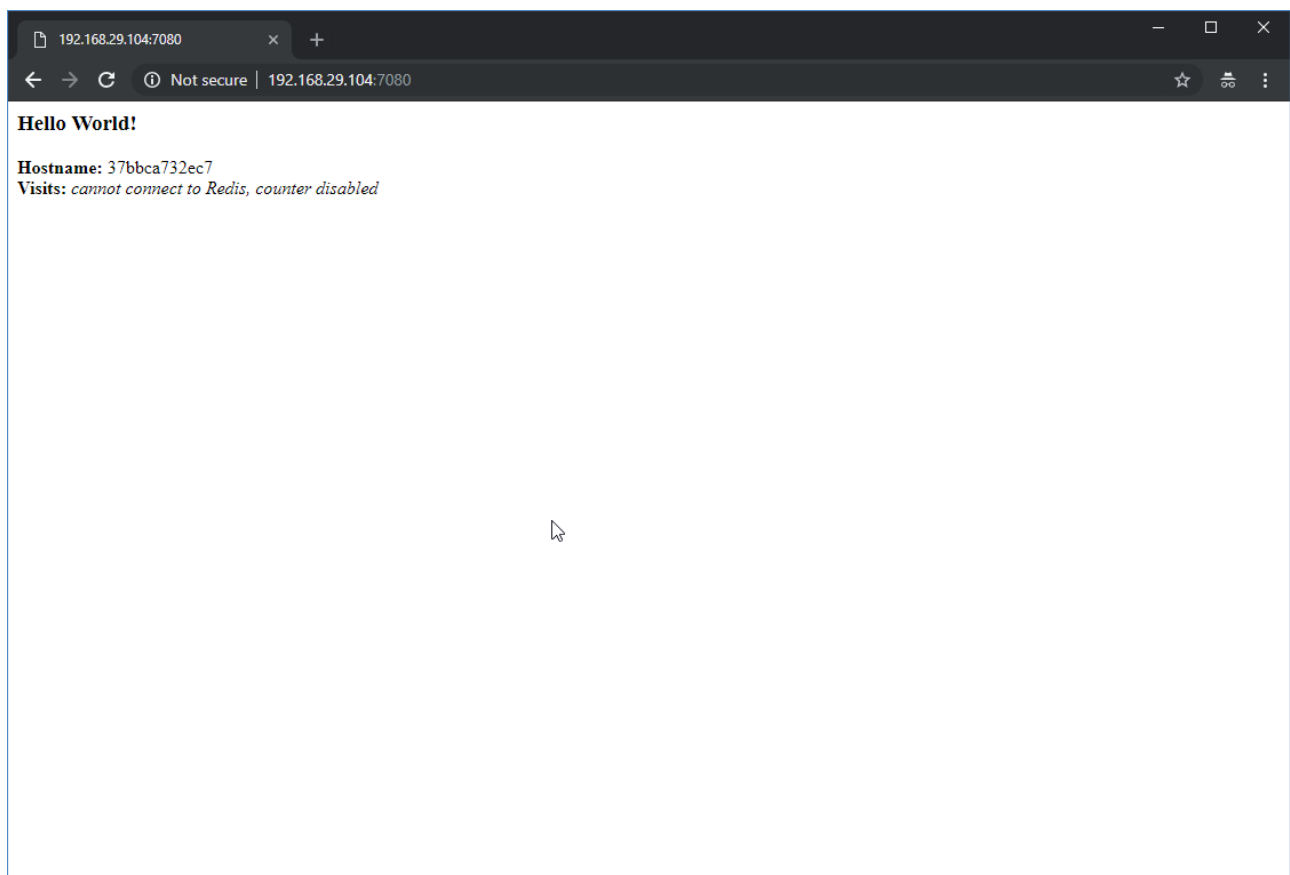 192.168.29.104:7080
Not secure | 192.168.29.104:7080
Hello World!
Hostname: 37bbca732ec7
Visits: cannot connect to Redis, counter disabled